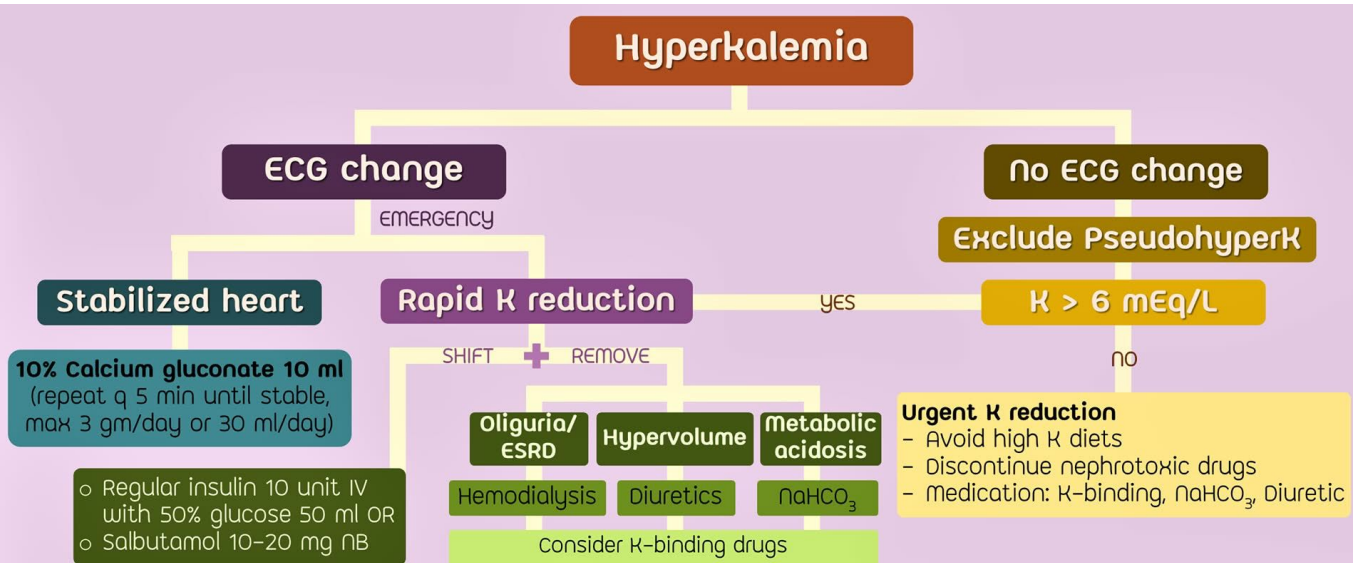 Hyperkalemia
ECG change
No ECG change
EMERGENCY
Exclude PseudohyperK
Stabilized heart
Rapid K reduction
YES
K > 6 mEq/L
NO
10% Calcium gluconate 10 ml
(repeat q 5 min until stable,
max 3 gm/day or 30 ml/day)
SHIFT + REMOVE
○ Regular insulin 10 unit IV
with 50% glucose 50 ml OR
○ Salbutamol 10-20 mg NB
Oliguria/
ESRD
Hypervolume
Metabolic
acidosis
Hemodialysis
Diuretics
NaHCO₃
Consider K-binding drugs
Urgent K reduction
- Avoid high K diets
- Discontinue nephrotoxic drugs
- Medication: K-binding, NaHCO₃, Diuretic